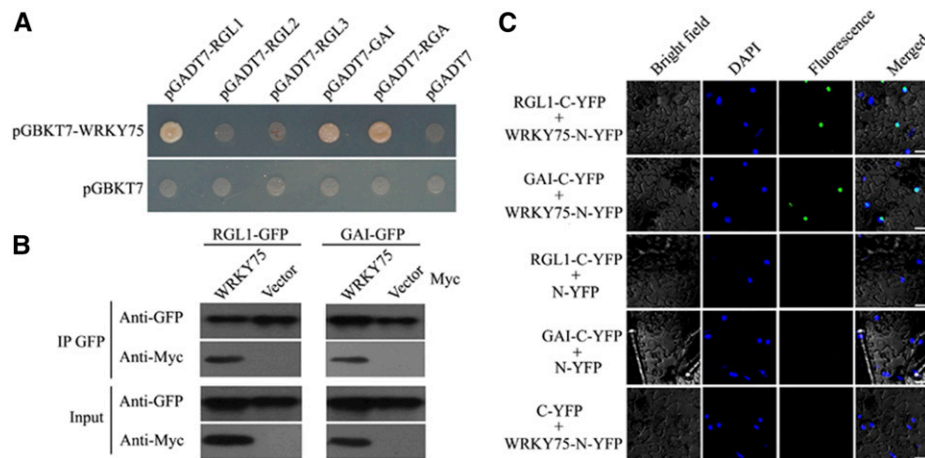 A
pGADT7-RGL1
pGADT7-RGL2
pGADT7-RGL3
pGADT7-GAI
pGADT7-RGA
pGADT7
pGBKT7-WRKY75
pGBKT7
B
RGL1-GFP
GAI-GFP
WRKY75
Vector
WRKY75
Vector
Myc
IP GFP
Anti-GFP
Anti-Myc
Input
Anti-GFP
Anti-Myc
C
Bright field
DAPI
Fluorescence
Merged
RGL1-C-YFP
+
WRKY75-N-YFP
GAI-C-YFP
+
WRKY75-N-YFP
RGL1-C-YFP
+
N-YFP
GAI-C-YFP
+
N-YFP
C-YFP
+
WRKY75-N-YFP